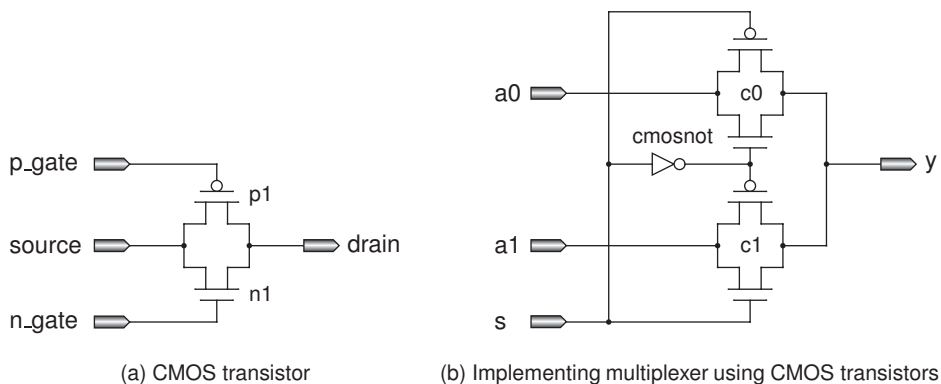 p_gate
p1
source
drain
n1
n_gate
(a) CMOS transistor
a0
c0
cmosnot
y
a1
c1
s
(b) Implementing multiplexer using CMOS transistors